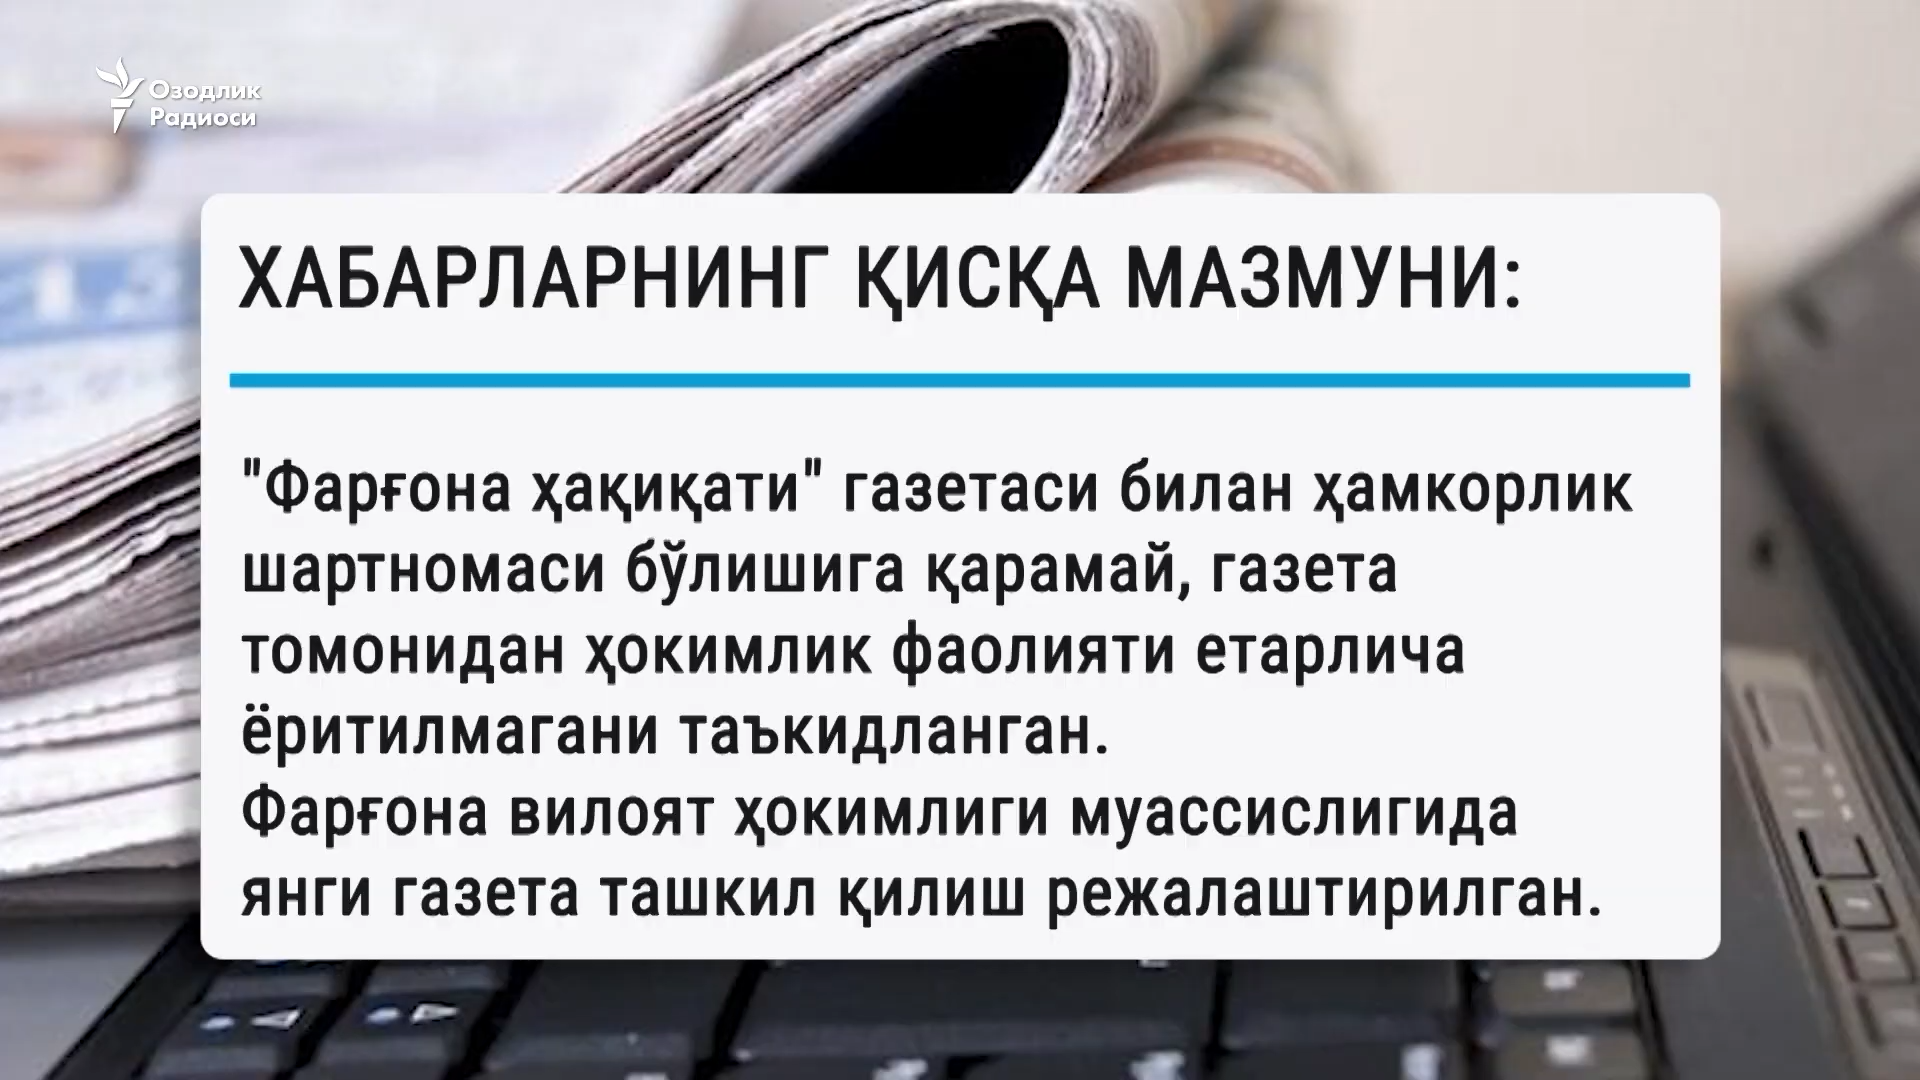 Озодлик
Радиоси
ХАБАРЛАРНИНГ ҚИСҚА МАЗМУНИ:
"Фарғона ҳақиқати" газетаси билан ҳамкорлик
шартномаси бўлишига қарамай, газета
томонидан ҳокимлик фаолияти етарлича
ёритилмагани таъкидланган.
Фарғона вилоят ҳокимлиги муассислигида
янги газета ташкил қилиш режалаштирилган.